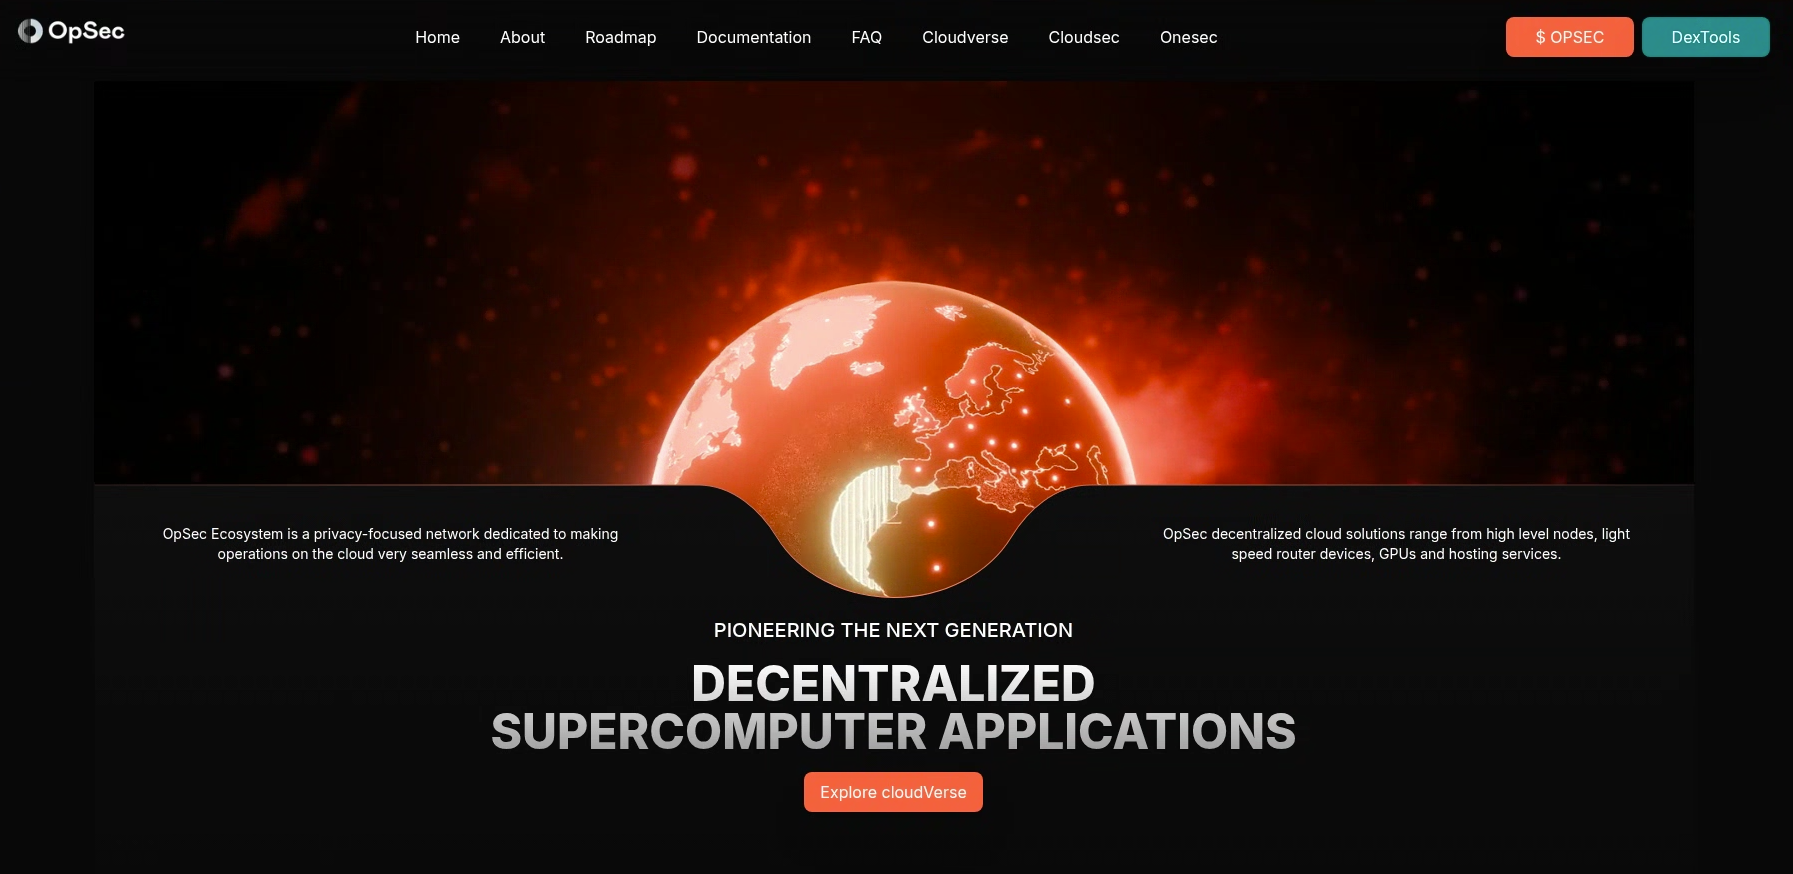 OpSec
Home
About
Roadmap
Documentation
FAQ
Cloudverse
Cloudsec
Onesec
$ OPSEC
DexTools
OpSec Ecosystem is a privacy-focused network dedicated to making
operations on the cloud very seamless and efficient.
OpSec decentralized cloud solutions range from high level nodes, light
speed router devices, GPUs and hosting services.
PIONEERING THE NEXT GENERATION
DECENTRALIZED
SUPERCOMPUTER APPLICATIONS
Explore cloudVerse